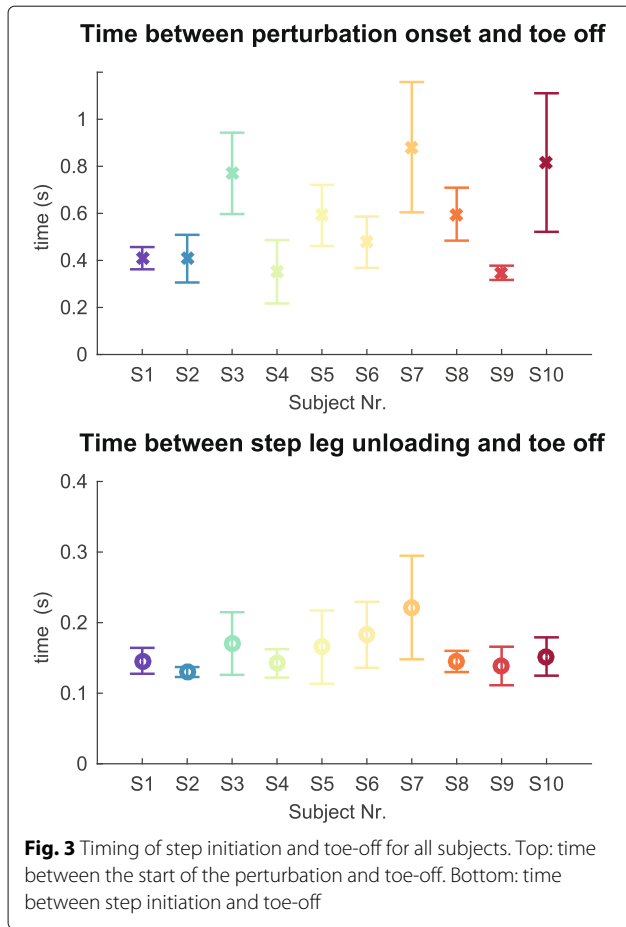 Time between perturbation onset and toe off
1
0.8
0.6
0.4
0.2
0
time (s)
S1 S2 S3 S4 S5 S6 S7 S8 S9 S10
Subject Nr.
Time between step leg unloading and toe off
0.4
0.3
0.2
0.1
0
time (s)
S1 S2 S3 S4 S5 S6 S7 S8 S9 S10
Subject Nr.
Fig. 3 Timing of step initiation and toe-off for all subjects. Top: time
between the start of the perturbation and toe-off. Bottom: time
between step initiation and toe-off